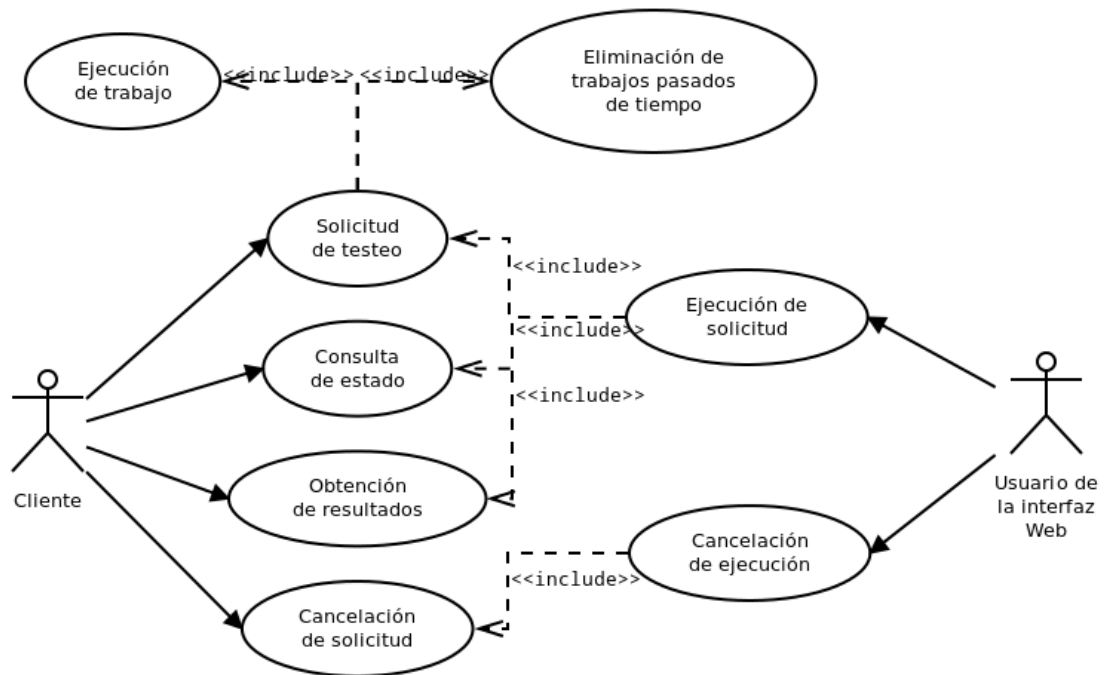 Ejecución
de trabajo
<<include>>
<<include>>
Eliminación de
trabajos pasados
de tiempo
Solicitud
de testeo
<<include>>
Ejecución de
solicitud
<<include>>
Consulta
de estado
<<include>>
Cliente
Obtención
de resultados
Usuario de
la interfaz
Web
Cancelación
de ejecución
<<include>>
Cancelación
de solicitud